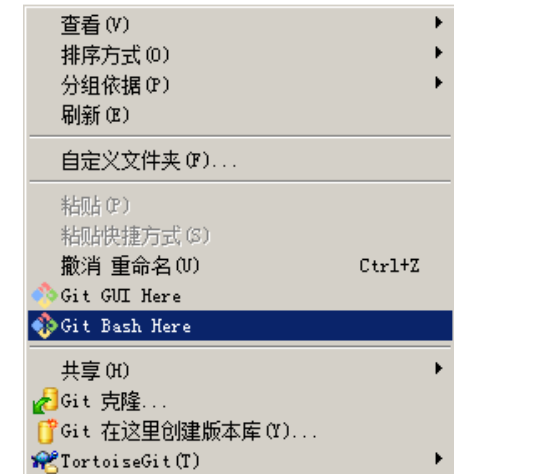 查看(V)
排序方式(O)
分组依据(P)
刷新(E)
自定义文件夹(F)...
粘贴(P)
粘贴快捷方式(S)
撤消 重命名(U) Ctrl+Z
Git GUI Here
Git Bash Here
共享(H)
Git 克隆...
Git 在这里创建版本库(Y)...
TortoiseGit(T)